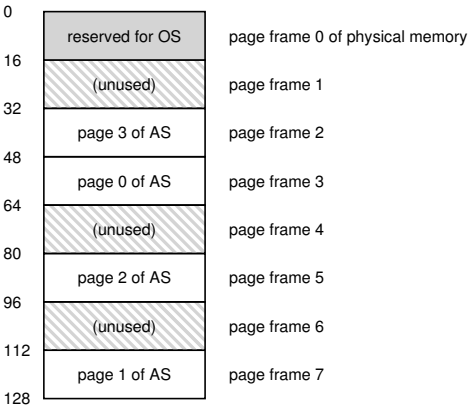 0
reserved for OS page frame 0 of physical memory
16
(unused) page frame 1
32
page 3 of AS page frame 2
48
page 0 of AS page frame 3
64
(unused) page frame 4
80
page 2 of AS page frame 5
96
(unused) page frame 6
112
page 1 of AS page frame 7
128